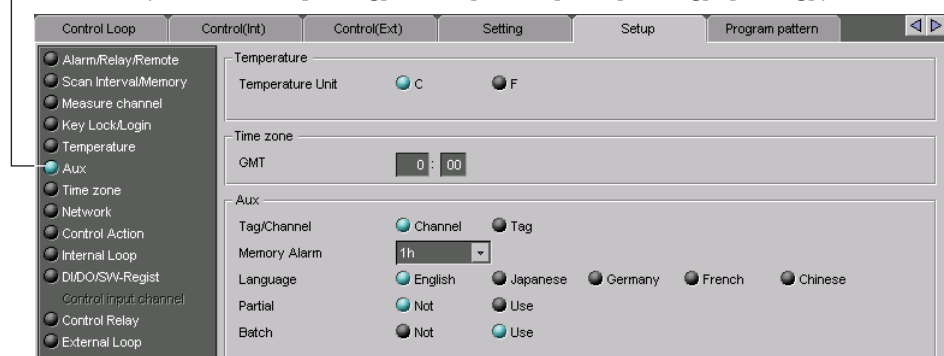 Control Loop Control(Int) Control(Ext) Setting Setup Program pattern
Alarm/Relay/Remote
Scan Interval/Memory
Measure channel
Key Lock/Login
Temperature
Aux
Time zone
Network
Control Action
Internal Loop
DI/DO/SW-Regist
Control input channel
Control Relay
External Loop
Temperature
Temperature Unit C F
Time zone
GMT 0 : 00
Aux
Tag/Channel Channel Tag
Memory Alarm 1h
Language English Japanese Germany French Chinese
Partial Not Use
Batch Not Use